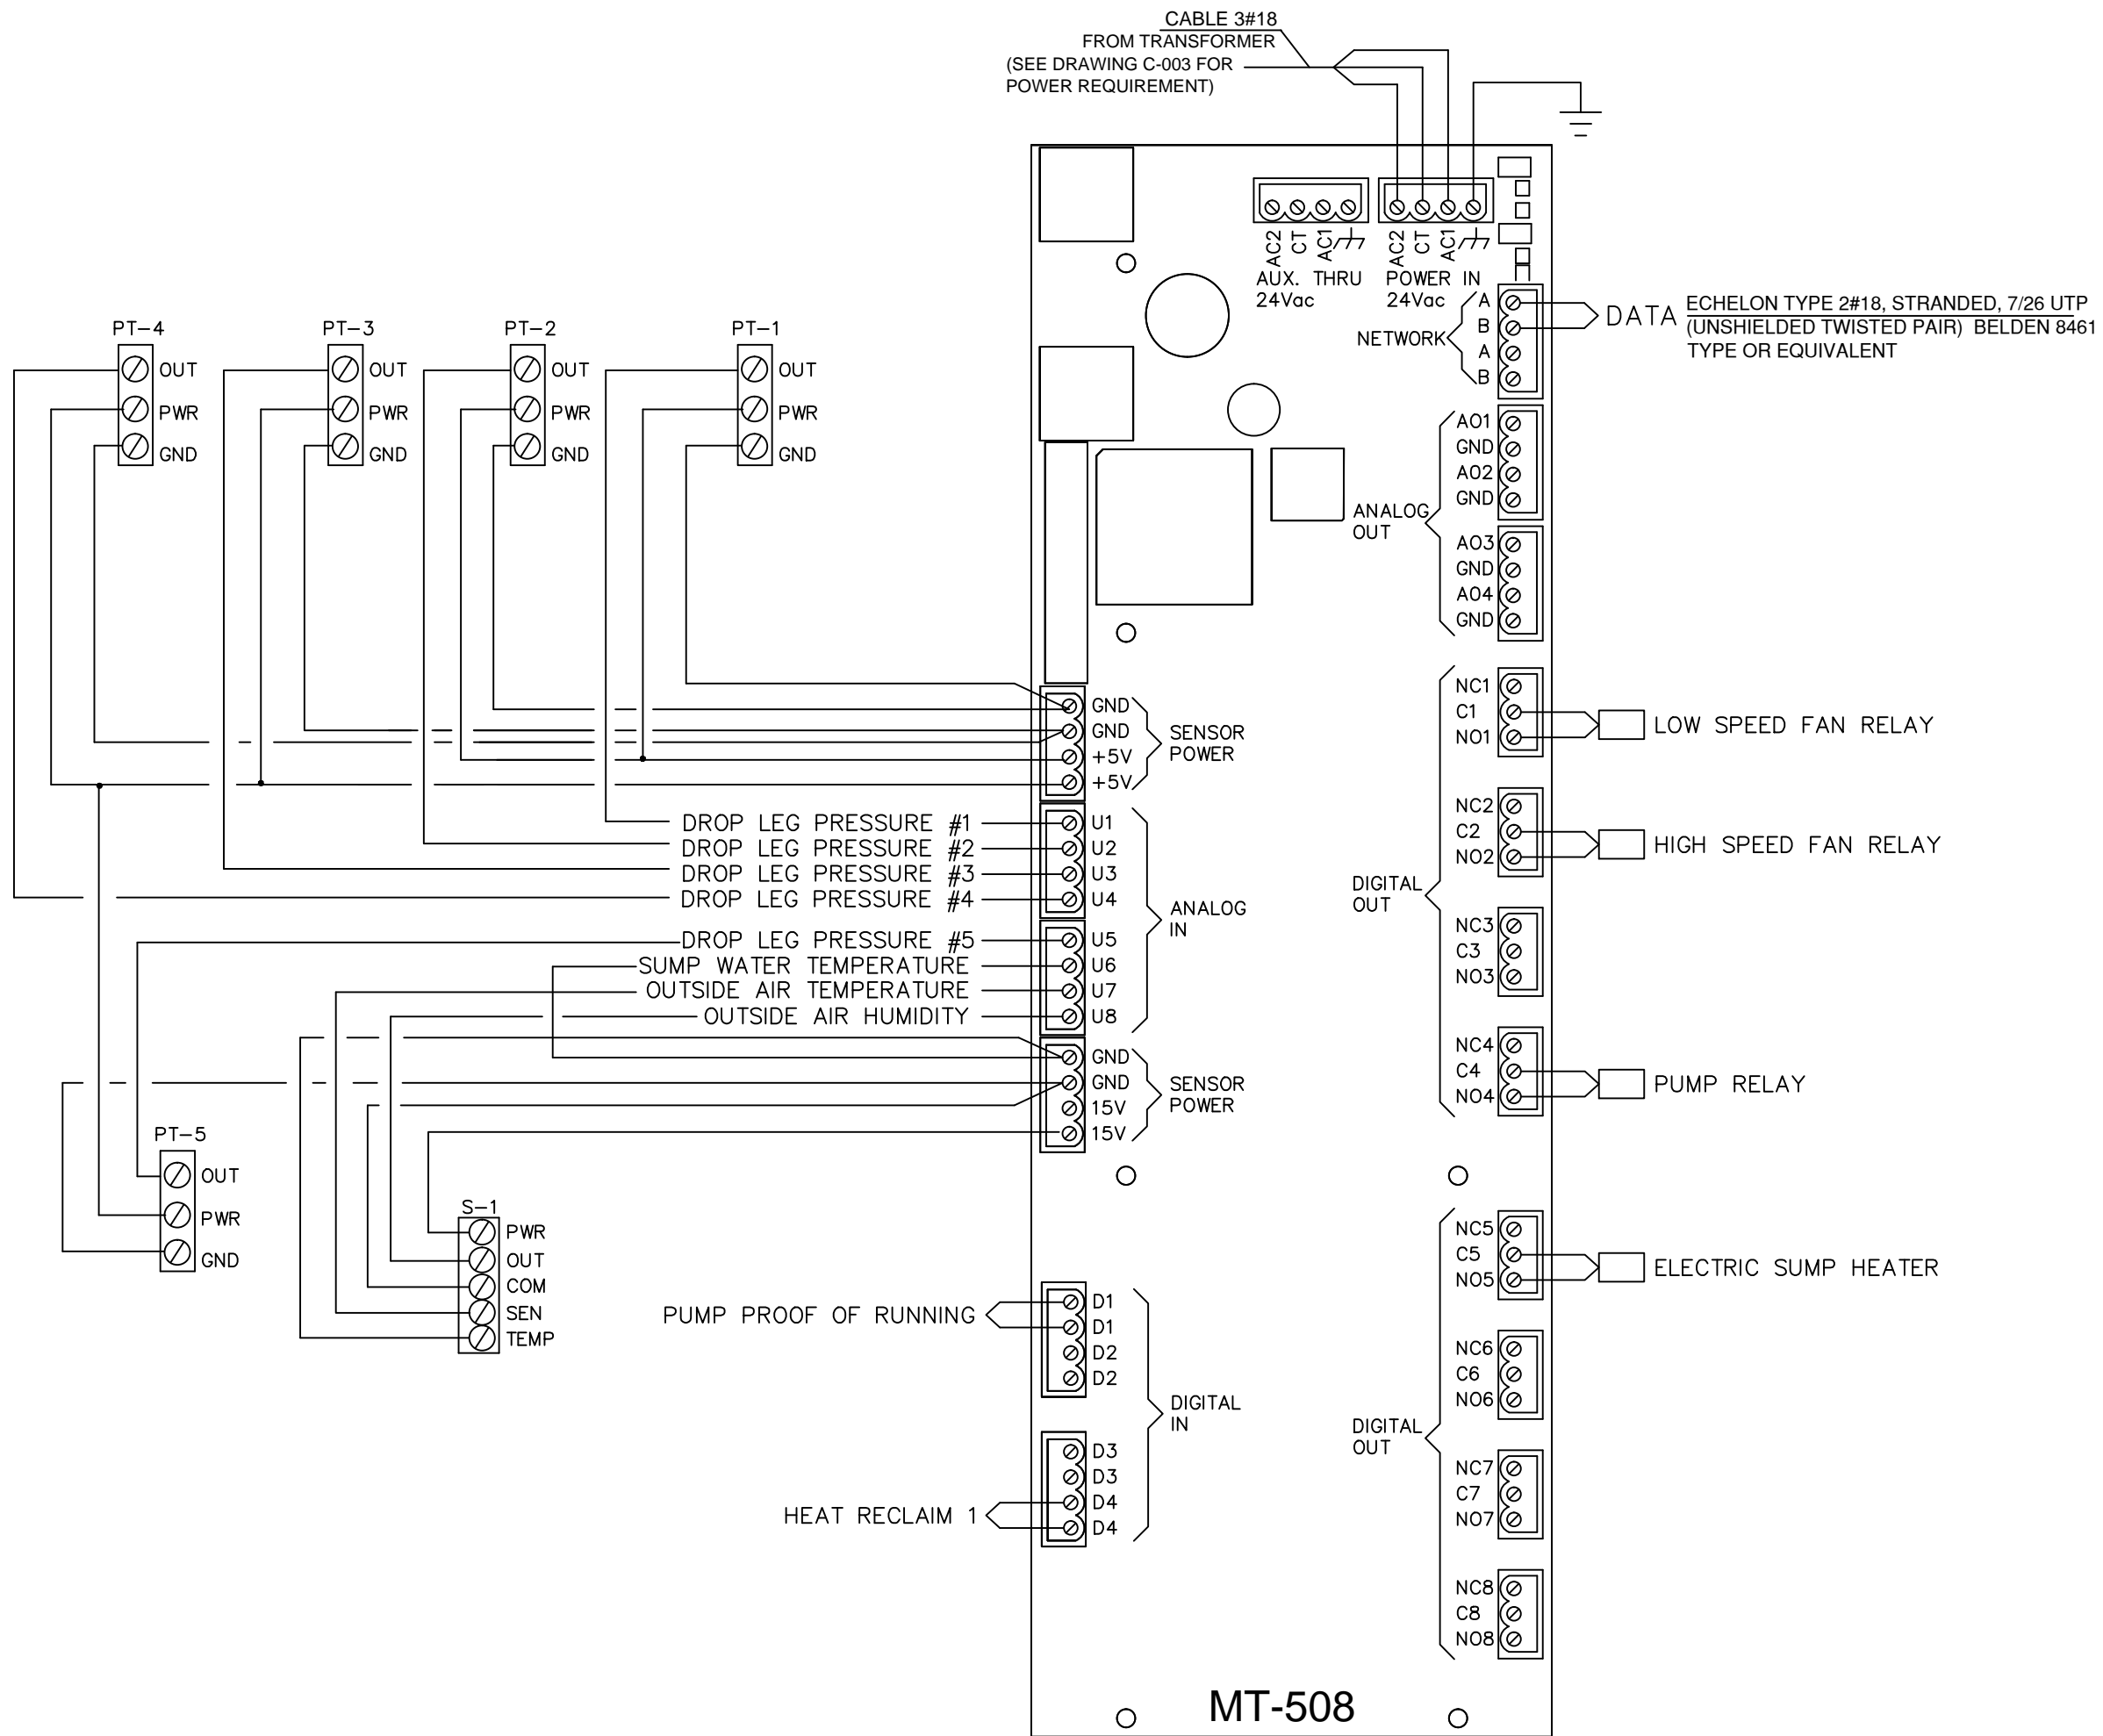 CABLE 3#18
FROM TRANSFORMER
(SEE DRAWING C-003 FOR
POWER REQUIREMENT)
AC2
CT
AC1
AUX. THRU
24Vac
AC2
CT
AC1
POWER IN
24Vac
NETWORK
A
B
A
B
DATA
ECHELON TYPE 2#18, STRANDED, 7/26 UTP
(UNSHIELDED TWISTED PAIR) BELDEN 8461
TYPE OR EQUIVALENT
PT-4
OUT
PWR
GND
PT-3
OUT
PWR
GND
PT-2
OUT
PWR
GND
PT-1
OUT
PWR
GND
ANALOG
OUT
AO1
GND
AO2
GND
AO3
GND
AO4
GND
GND
GND
+5V
+5V
SENSOR
POWER
DROP LEG PRESSURE #1
DROP LEG PRESSURE #2
DROP LEG PRESSURE #3
DROP LEG PRESSURE #4
DROP LEG PRESSURE #5
SUMP WATER TEMPERATURE
OUTSIDE AIR TEMPERATURE
OUTSIDE AIR HUMIDITY
U1
U2
U3
U4
U5
U6
U7
U8
ANALOG
IN
GND
GND
15V
15V
SENSOR
POWER
DIGITAL
OUT
NC1
C1
NO1
LOW SPEED FAN RELAY
NC2
C2
NO2
HIGH SPEED FAN RELAY
NC3
C3
NO3
NC4
C4
NO4
PUMP RELAY
PT-5
OUT
PWR
GND
S-1
PWR
OUT
COM
SEN
TEMP
PUMP PROOF OF RUNNING
D1
D1
D2
D2
DIGITAL
IN
HEAT RECLAIM 1
D3
D3
D4
D4
DIGITAL
OUT
NC5
C5
NO5
ELECTRIC SUMP HEATER
NC6
C6
NO6
NC7
C7
NO7
NC8
C8
NO8
MT-508